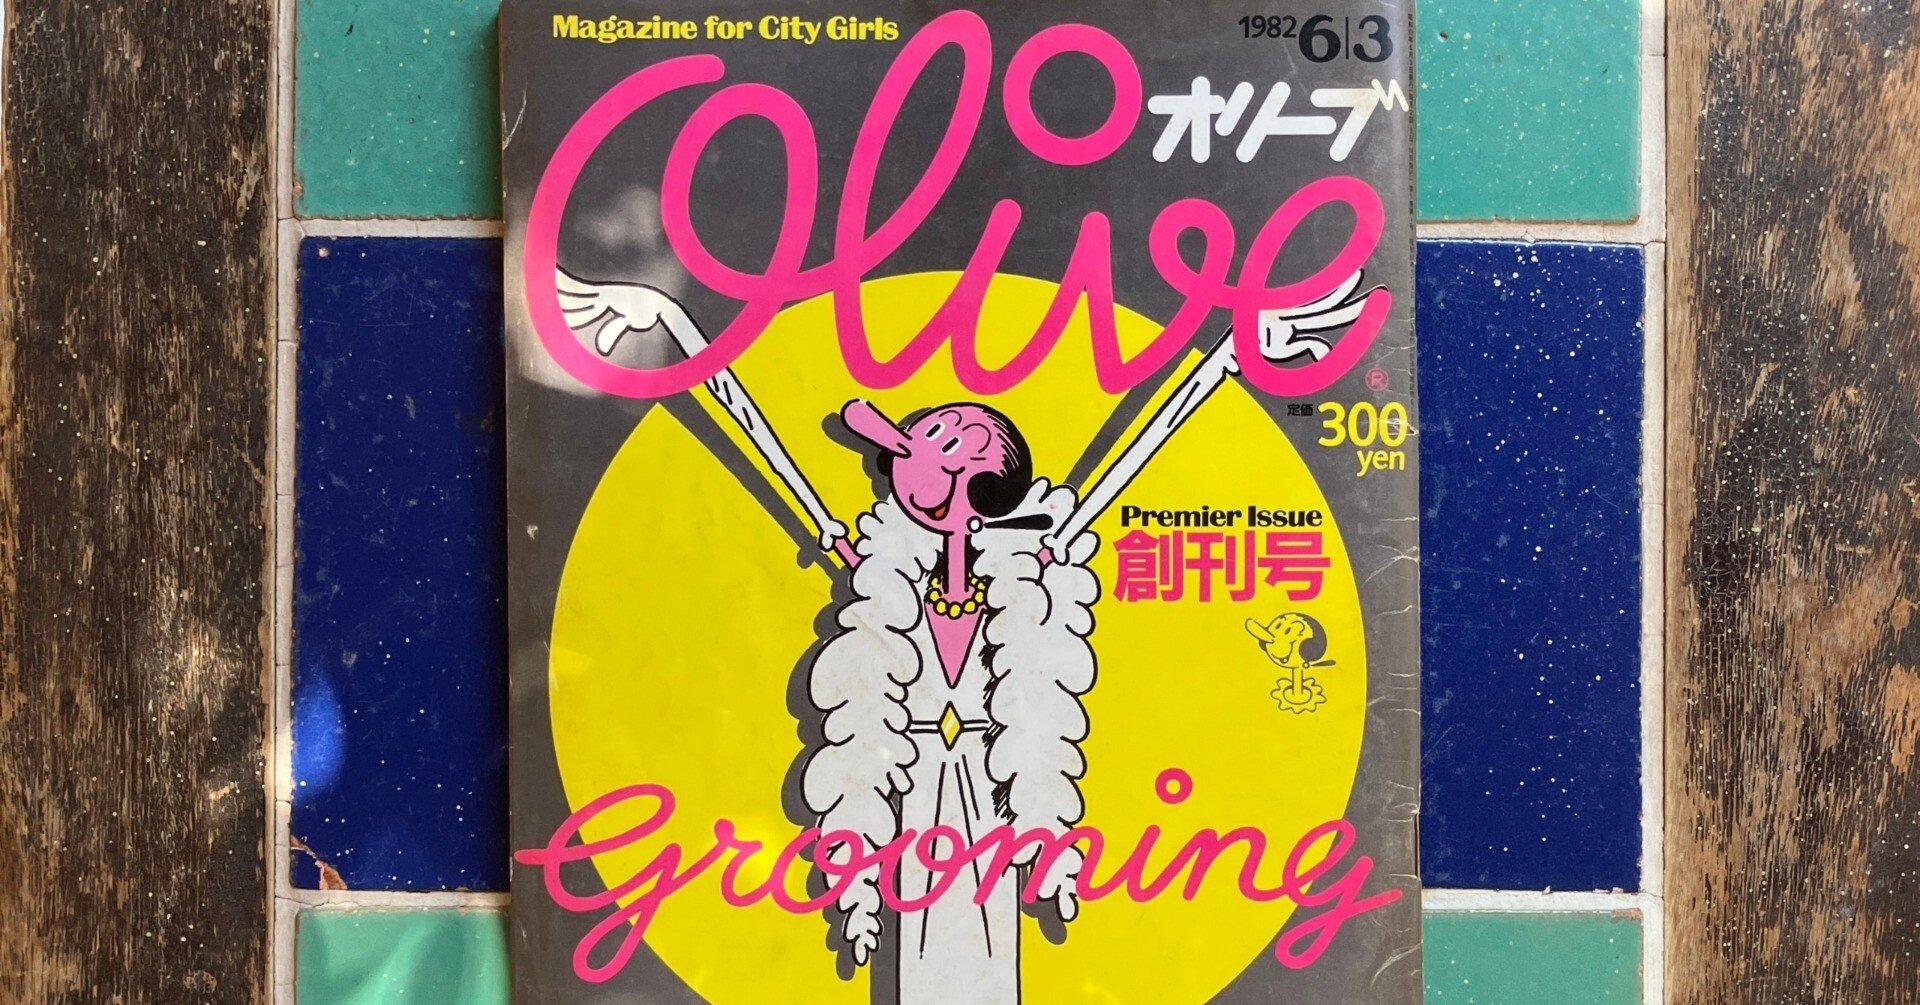 Magazine for City Girls
1982 6|3
Olive
オリーブ
®
定価 300
yen
Premier Issue
創刊号
Grooming